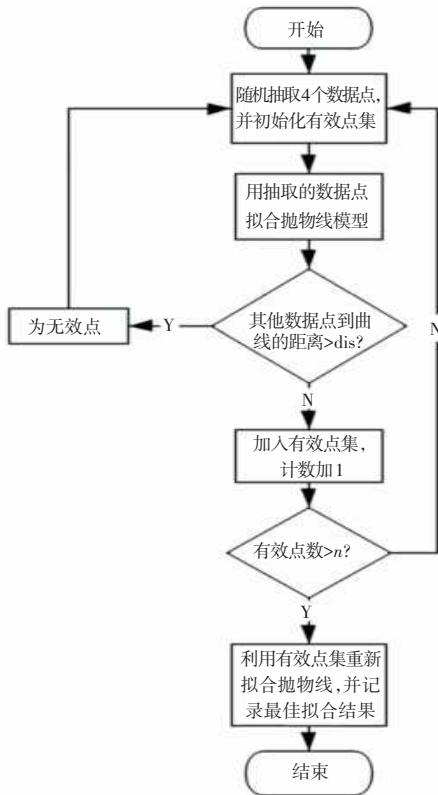 开始
随机抽取4个数据点,
并初始化有效点集
用抽取的数据点
拟合抛物线模型
其他数据点到曲
线的距离>dis?
Y
为无效点
N
N
加入有效点集,
计数加1
有效点数>n?
Y
利用有效点集重新
拟合抛物线,并记
录最佳拟合结果
结束